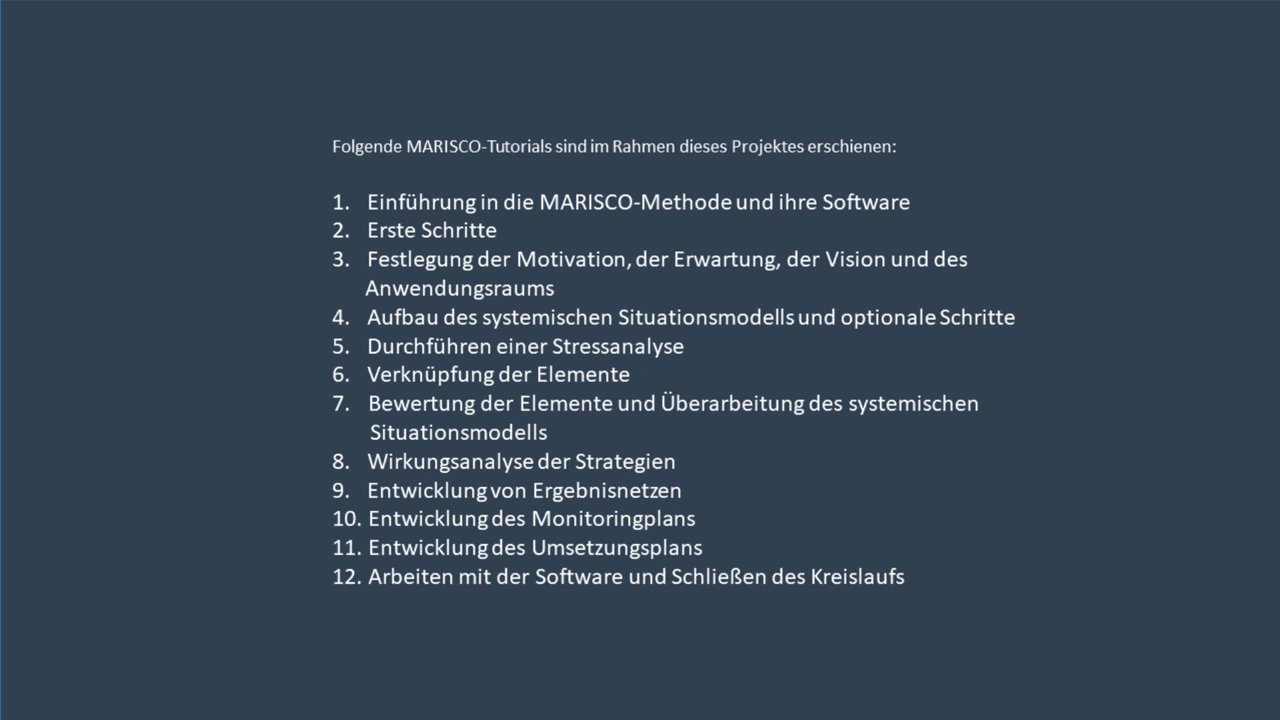 Folgende MARISCO-Tutorials sind im Rahmen dieses Projektes erschienen:
1. Einführung in die MARISCO-Methode und ihre Software
2. Erste Schritte
3. Festlegung der Motivation, der Erwartung, der Vision und des
Anwendungsraums
4. Aufbau des systemischen Situationsmodells und optionale Schritte
5. Durchführen einer Stressanalyse
6. Verknüpfung der Elemente
7. Bewertung der Elemente und Überarbeitung des systemischen
Situationsmodells
8. Wirkungsanalyse der Strategien
9. Entwicklung von Ergebnisnetzen
10. Entwicklung des Monitoringplans
11. Entwicklung des Umsetzungsplans
12. Arbeiten mit der Software und Schließen des Kreislaufs